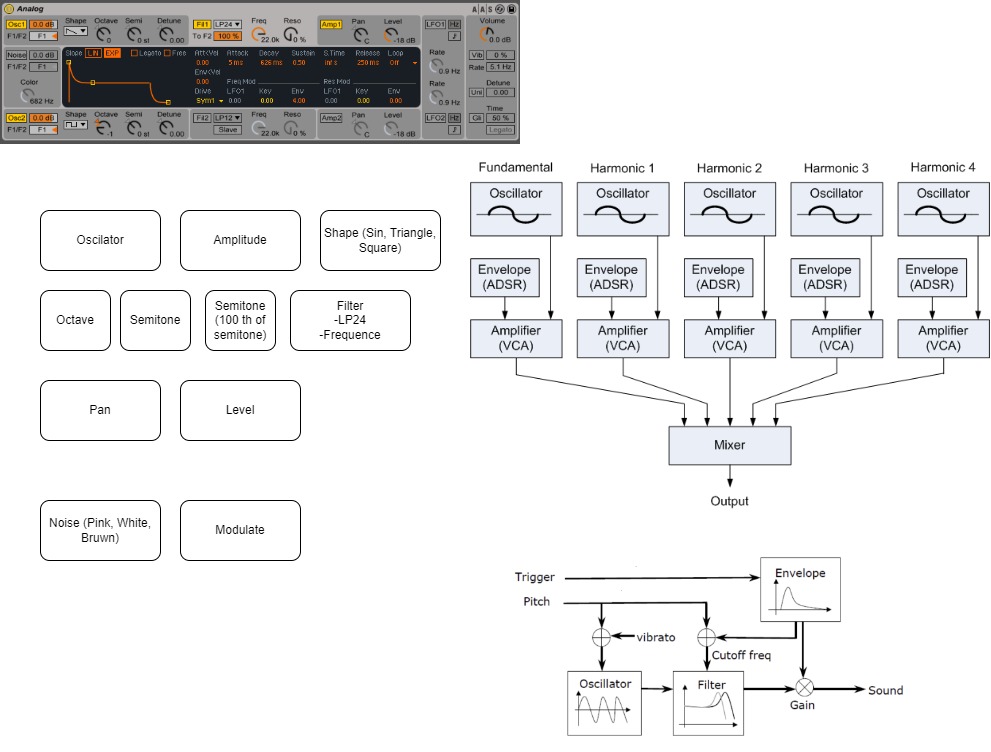 Analog
Osc1 0.0 dB Shape Octave Semi Detune Fil1 LP24 Freq Reso Amp1 Pan Level LFO1 Hz Volume
F1/F2 F1 0 0 st 0.00 To F2 100 % 22.0k 0% C -18 dB 0.0 dB
Noise 0.0 dB Slope LIN EXP Legato Free Att<Vel Attack Decay Sustain S.Time Release Loop Rate Vib 0 %
F1/F2 F1 0.00 5 ms 626 ms 0.50 inf s 250 ms Off 0.9 Hz Rate 5.1 Hz
Color Env<Vel Rate Detune
682 Hz 0.00 Freq Mod Res Mod 0.9 Hz Uni 0.00
Drive LFO1 Key Env LFO1 Key Env Time
Sym1 0.00 0.00 4.00 0.00 0.00 0.00
Osc2 0.0 dB Shape Octave Semi Detune Fil2 LP12 Freq Reso Amp2 Pan Level LFO2 Hz Gli 50 %
F1/F2 F1 -1 0 st 0.00 Slave 22.0k 0% C -18 dB Legato
Fundamental Harmonic 1 Harmonic 2 Harmonic 3 Harmonic 4
Oscillator Oscillator Oscillator Oscillator Oscillator
Envelope Envelope Envelope Envelope Envelope
(ADSR) (ADSR) (ADSR) (ADSR) (ADSR)
Amplifier Amplifier Amplifier Amplifier Amplifier
(VCA) (VCA) (VCA) (VCA) (VCA)
Mixer
Output
Oscilator
Amplitude
Shape (Sin, Triangle,
Square)
Octave
Semitone
Semitone
(100 th of
semitone)
Filter
-LP24
-Frequence
Pan
Level
Noise (Pink, White,
Bruwn)
Modulate
Trigger
Envelope
Pitch
vibrato
Cutoff freq
Oscillator
Filter
Gain
Sound